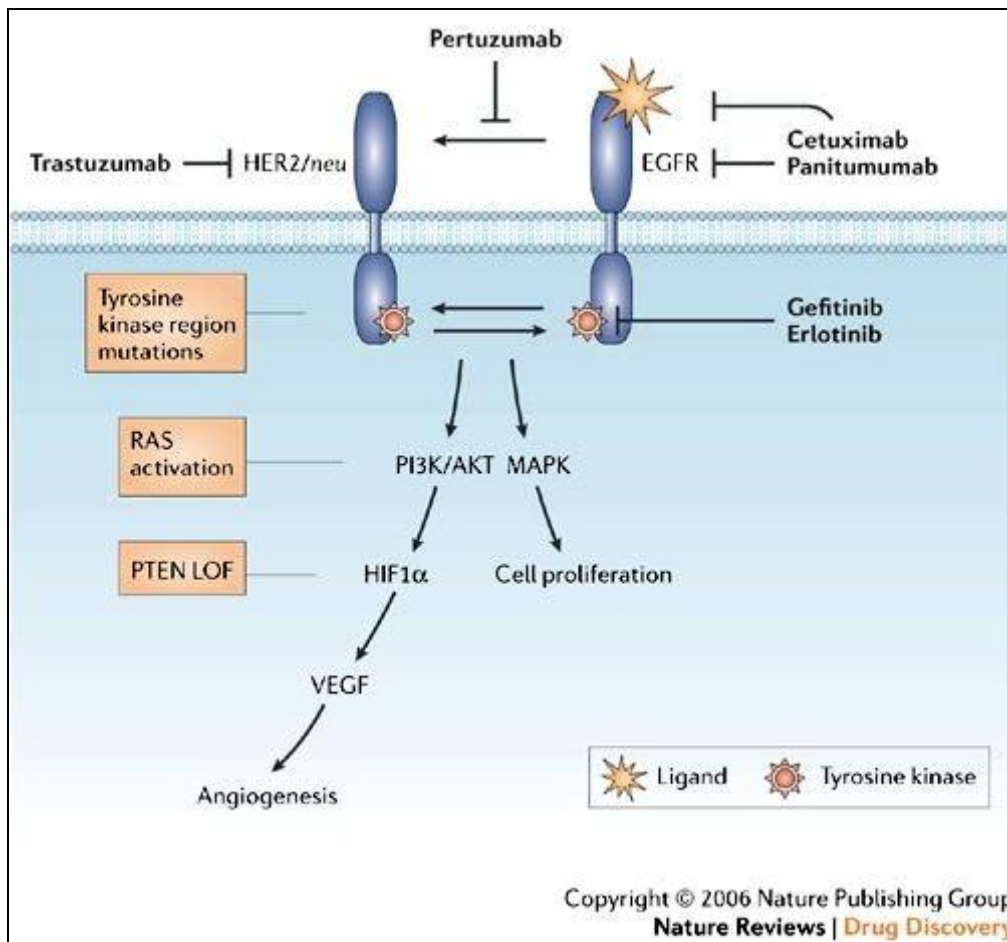 Pertuzumab
Trastuzumab
HER2/neu
EGFR
Cetuximab
Panitumumab
Tyrosine
kinase region
mutations
Gefitinib
Erlotinib
RAS
activation
PI3K/AKT MAPK
PTEN LOF
HIF1α
Cell proliferation
VEGF
Angiogenesis
Ligand
Tyrosine kinase
Copyright © 2006 Nature Publishing Group
Nature Reviews | Drug Discovery